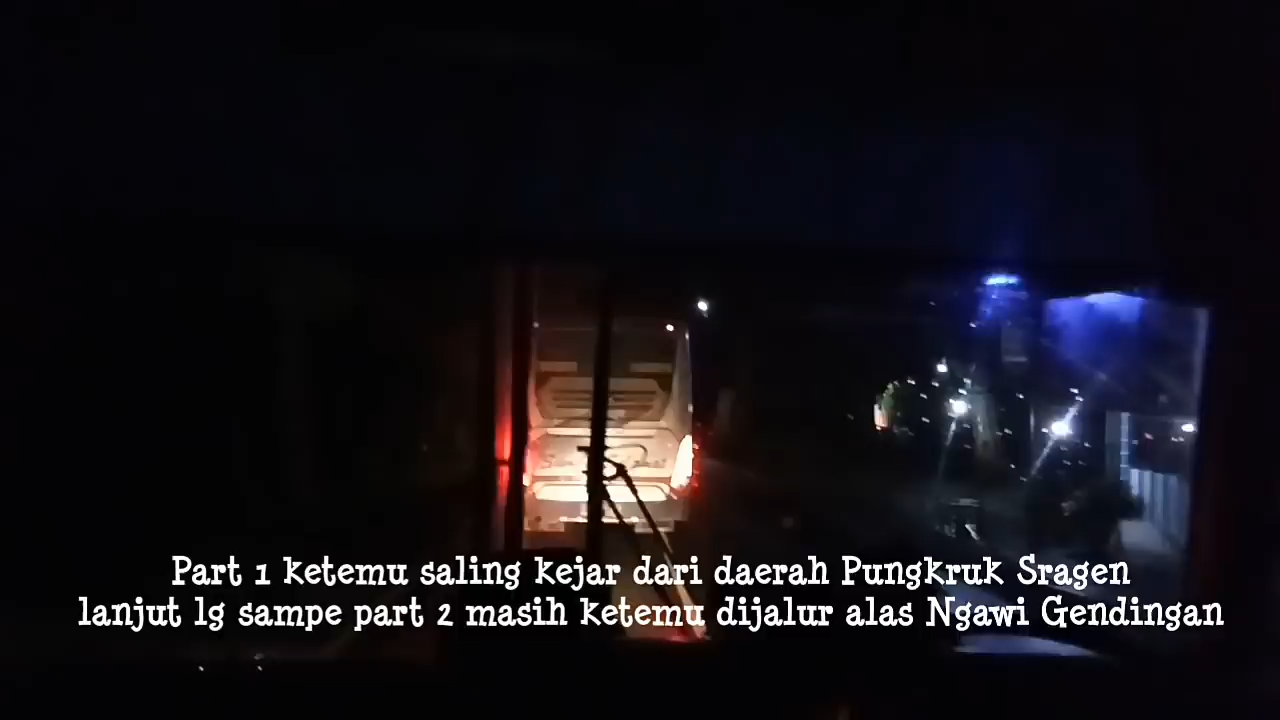 Part 1 ketemu saling kejar dari daerah Pungkruk Sragen
lanjut lg sampe part 2 masih ketemu dijalur alas Ngawi Gendingan